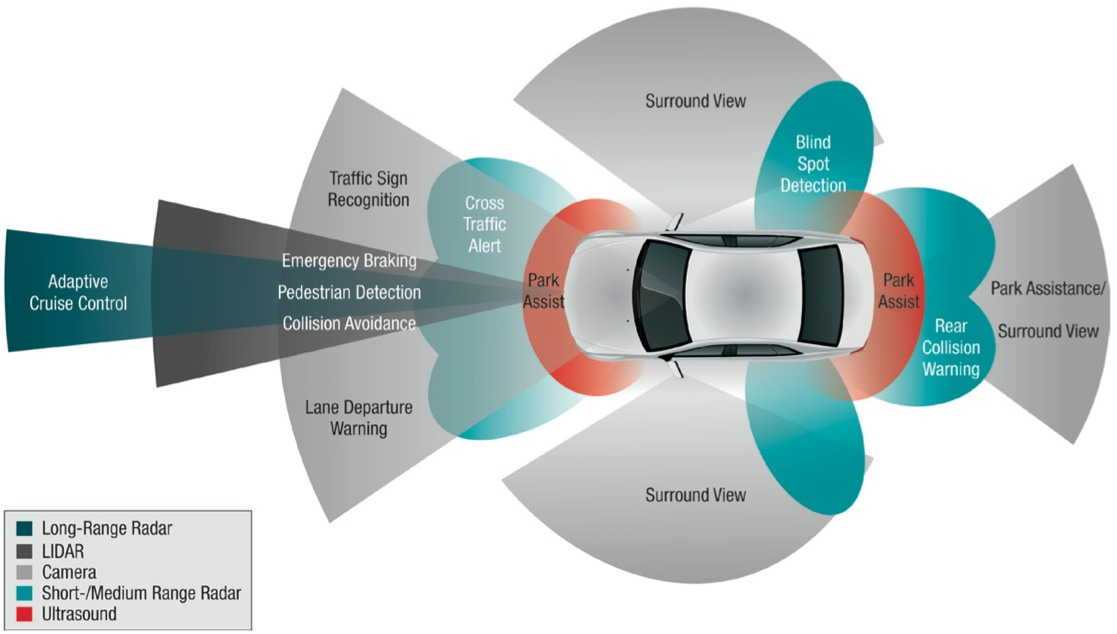 Surround View
Blind
Spot
Detection
Traffic Sign
Recognition
Cross
Traffic
Alert
Emergency Braking
Adaptive
Cruise Control
Pedestrian Detection
Park
Assist
Park
Assist
Park Assistance/
Surround View
Collision Avoidance
Rear
Collision
Warning
Lane Departure
Warning
Surround View
Long-Range Radar
LIDAR
Camera
Short-/Medium Range Radar
Ultrasound